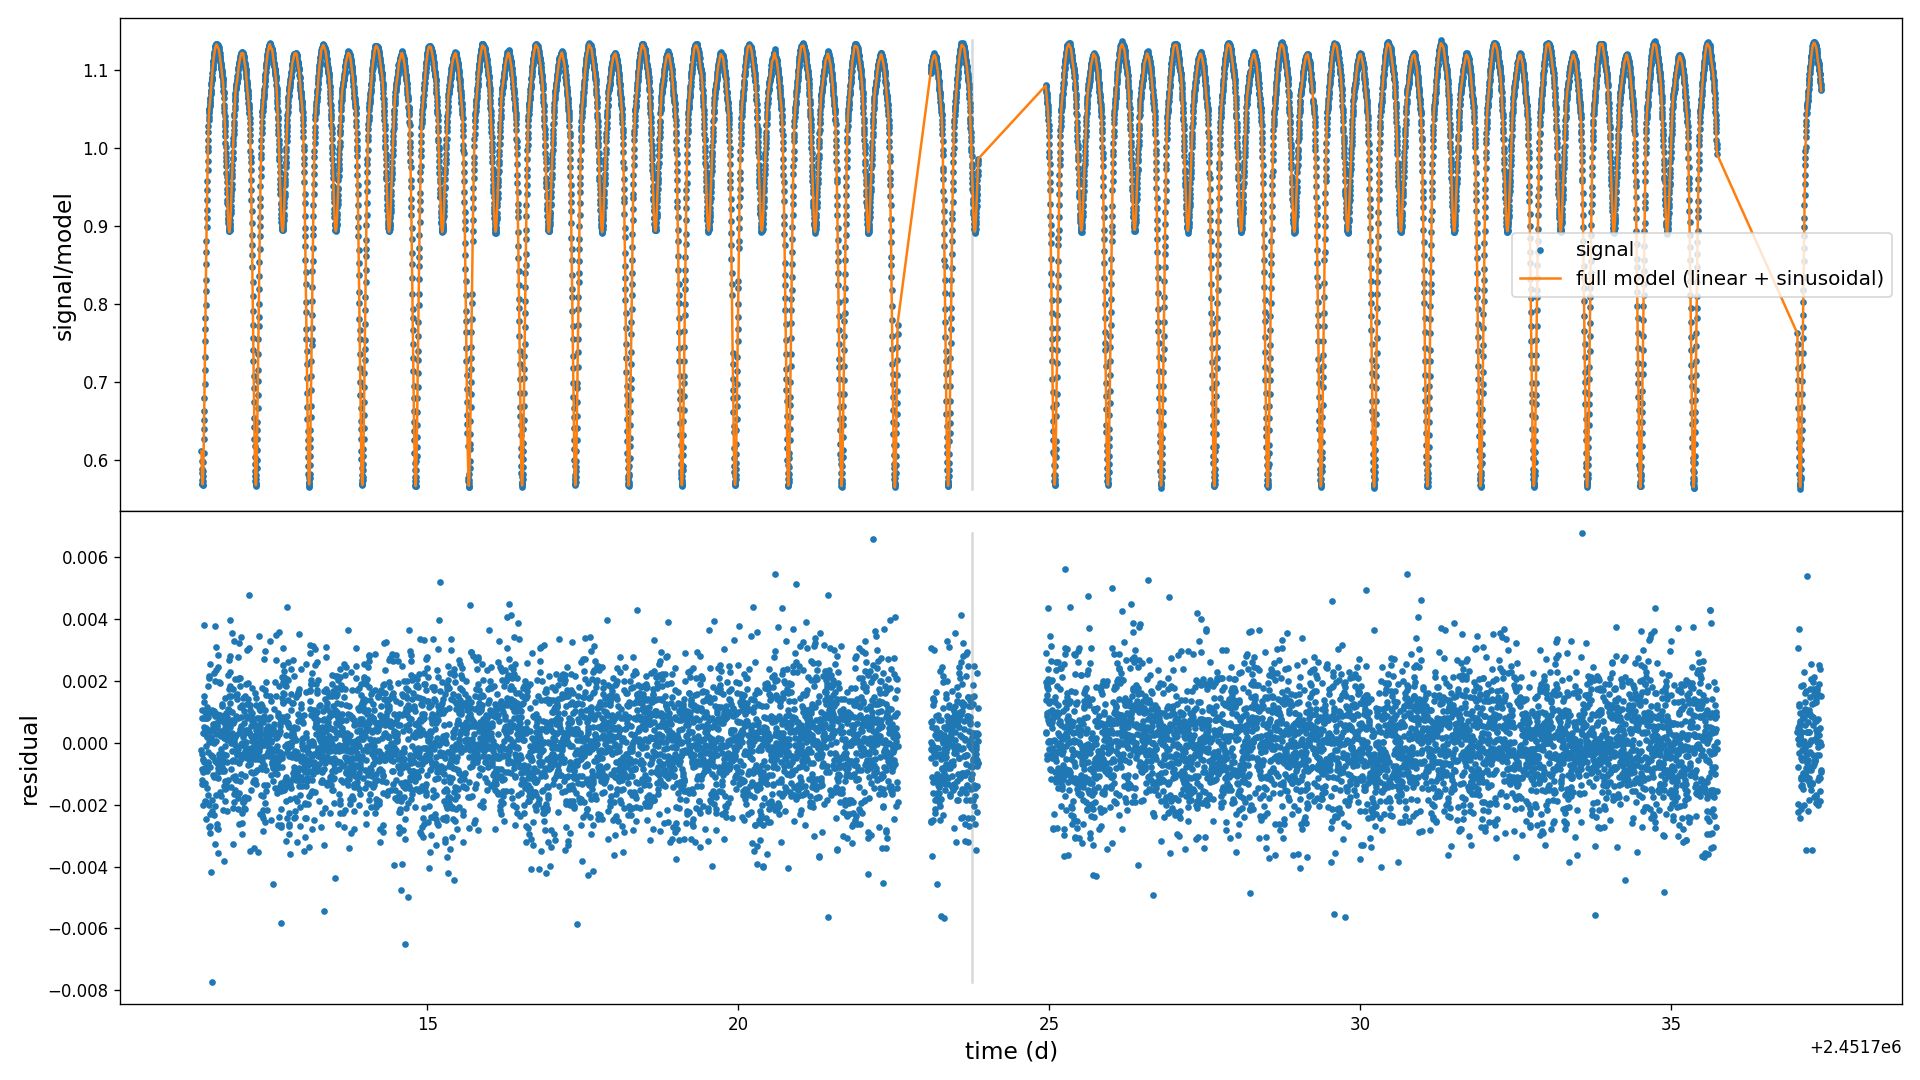 signal/model
1.1
1.0
0.9
0.8
0.7
0.6
signal
full model (linear + sinusoidal)
residual
0.006
0.004
0.002
0.000
−0.002
−0.004
−0.006
−0.008
15 20 25 30 35
time (d)
+2.4517e6